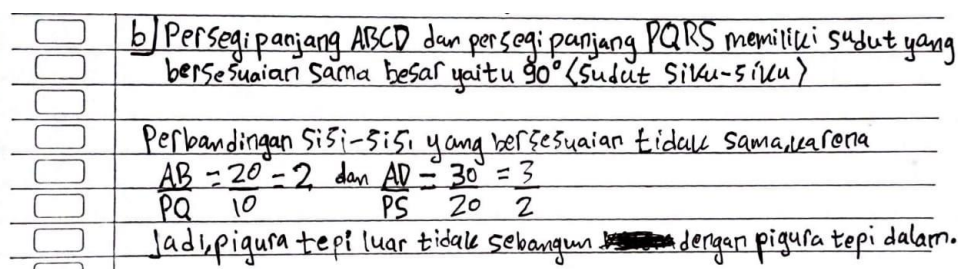 b) Persegi panjang ABCD dan persegi panjang PQRS memiliki sudut yang
bersesuaian sama besar yaitu 90° (sudut siku-siku)
Perbandingan sisi-sisi yang bersesuaian tidak sama, karena
AB/PQ = 20/10 = 2 dan AD/PS = 30/20 = 3/2
Jadi, pigura tepi luar tidak sebangun dengan pigura tepi dalam.